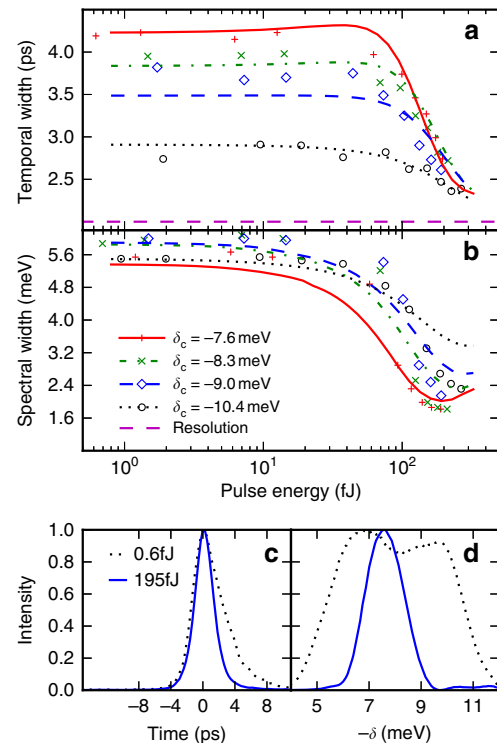 a
4.0
3.5
3.0
2.5
2.0
Temporal width (ps)
b
5.6
4.8
4.0
3.2
2.4
1.6
Spectral width (meV)
δc = −7.6 meV
δc = −8.3 meV
δc = −9.0 meV
δc = −10.4 meV
Resolution
10⁰ 10¹ 10²
Pulse energy (fJ)
1.0
0.8
0.6
0.4
0.2
0.0
Intensity
0.6fJ
195fJ
c
d
−8 −4 0 4 8
Time (ps)
5 7 9 11
−δ (meV)